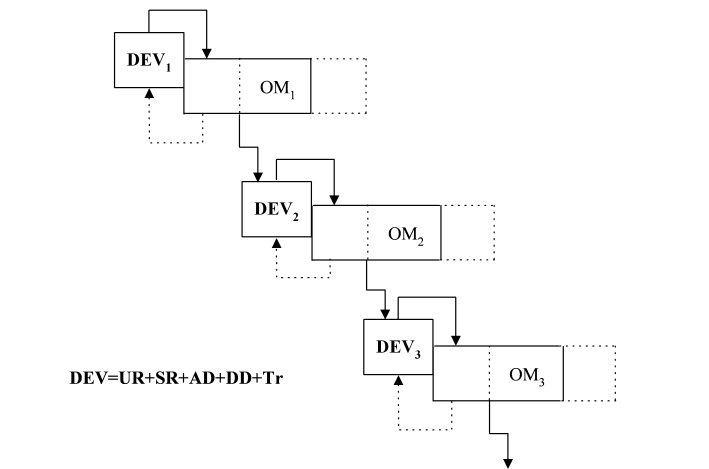 DEV₁
OM₁
DEV₂
OM₂
DEV₃
OM₃
DEV=UR+SR+AD+DD+Tr